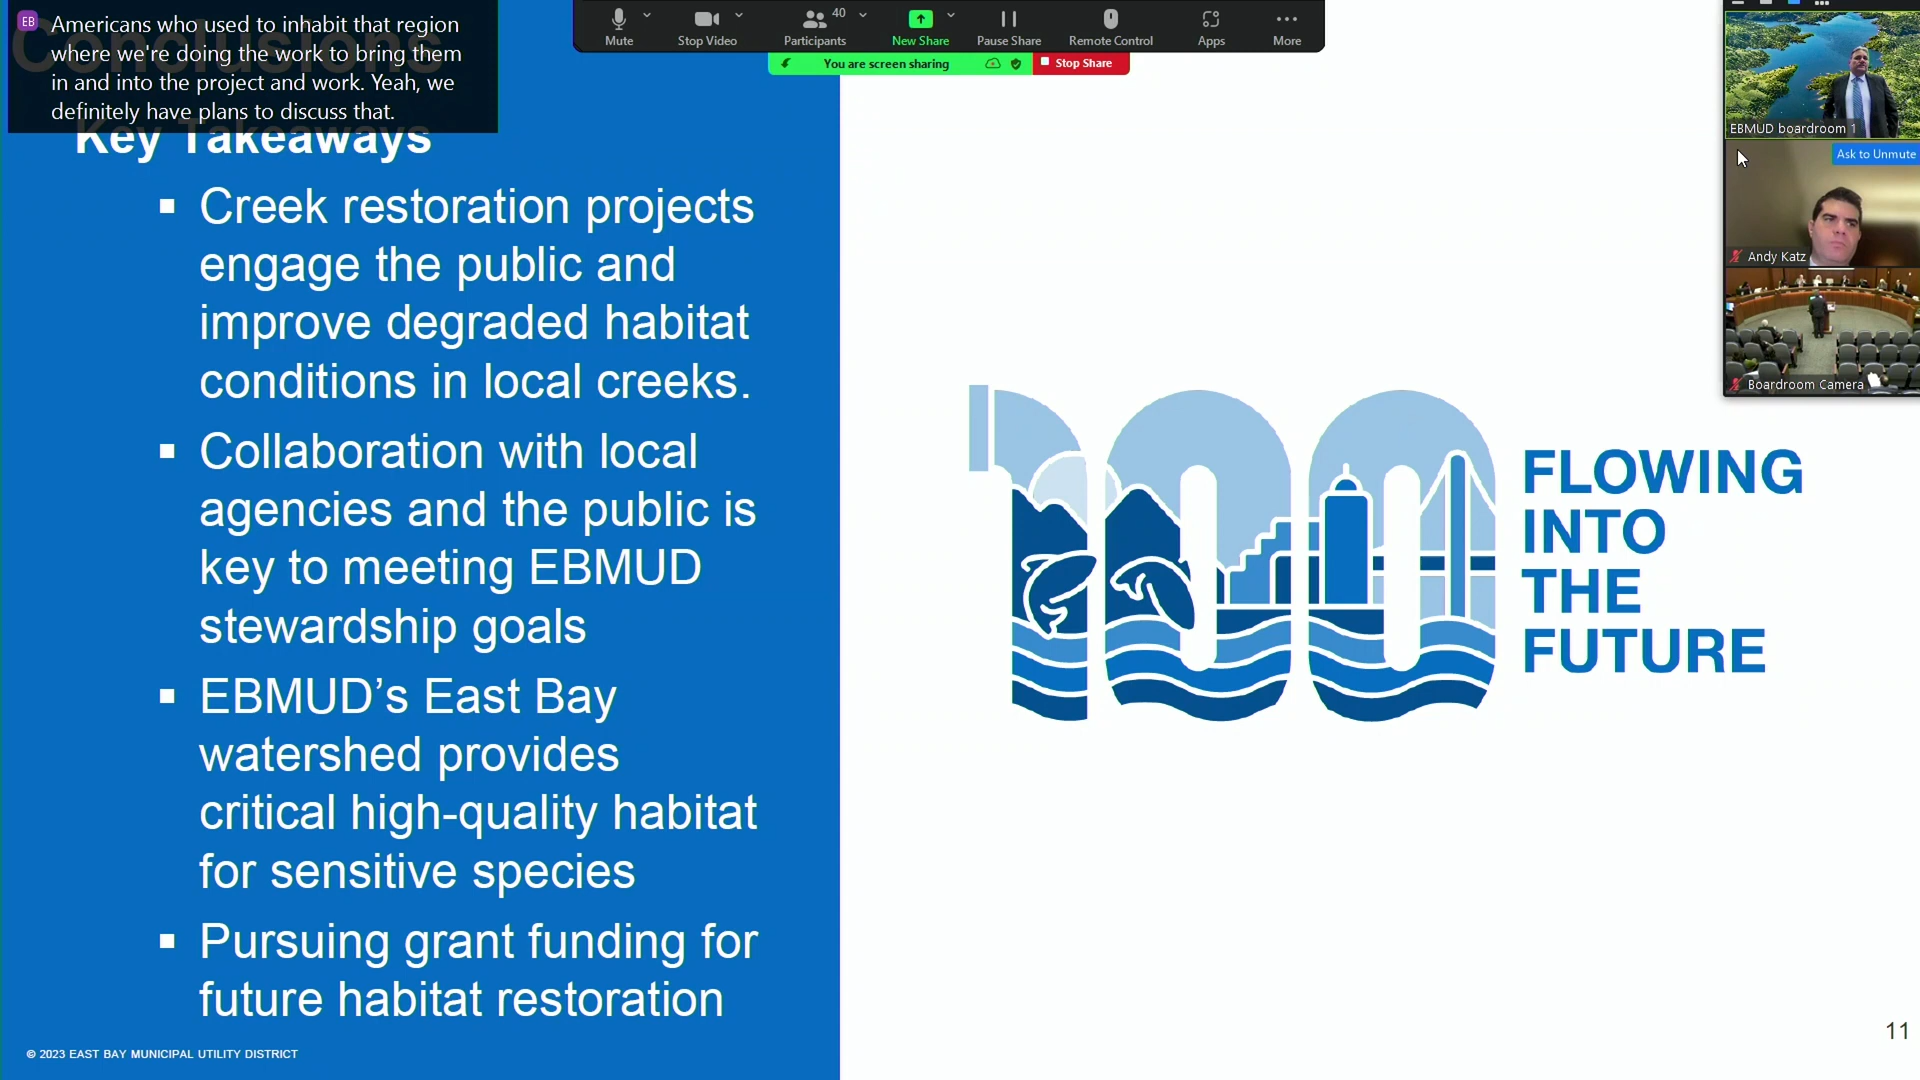 EB
Americans who used to inhabit that region
where we're doing the work to bring them
in and into the project and work. Yeah, we
definitely have plans to discuss that.
Mute
Stop Video
Participants
40
New Share
Pause Share
Remote Control
Apps
More
You are screen sharing
Stop Share
EBMUD boardroom 1
Ask to Unmute
Andy Katz
Boardroom Camera
Conclusions
Key Takeaways
▪ Creek restoration projects
engage the public and
improve degraded habitat
conditions in local creeks.
▪ Collaboration with local
agencies and the public is
key to meeting EBMUD
stewardship goals
▪ EBMUD’s East Bay
watershed provides
critical high-quality habitat
for sensitive species
▪ Pursuing grant funding for
future habitat restoration
100
FLOWING
INTO
THE
FUTURE
© 2023 EAST BAY MUNICIPAL UTILITY DISTRICT
11